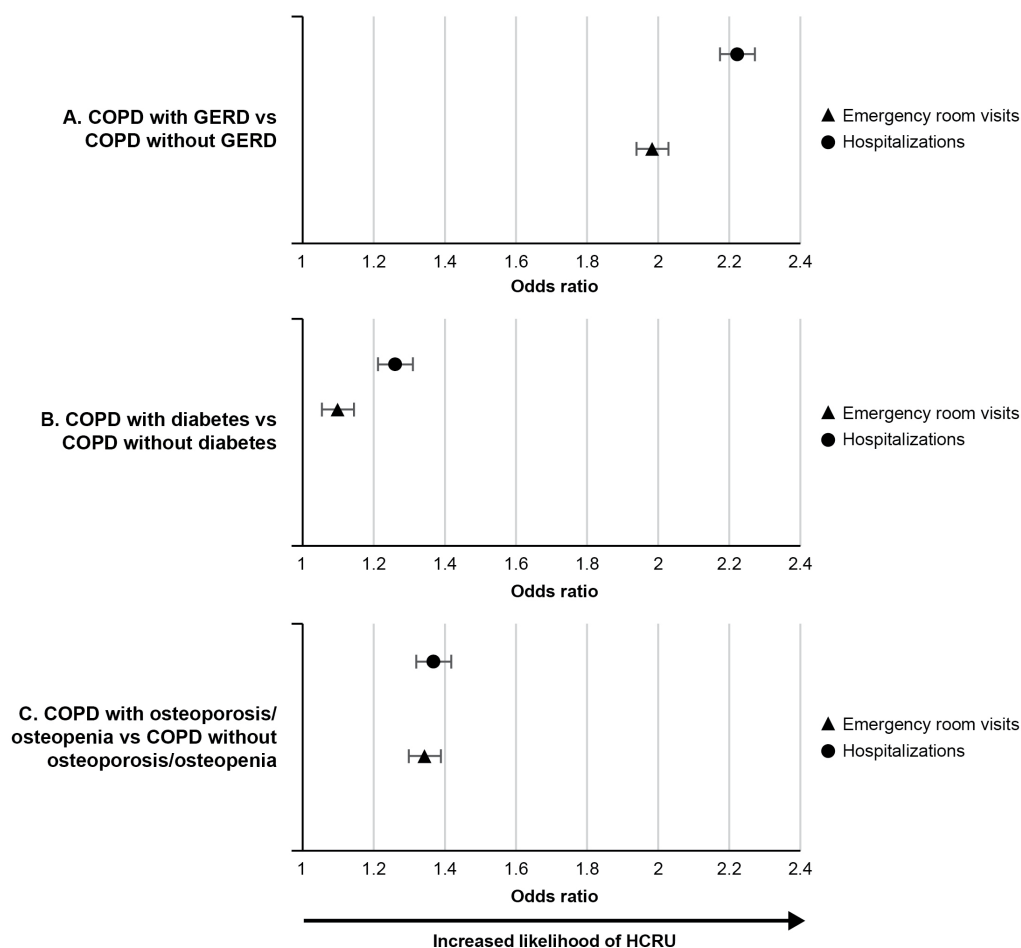 A. COPD with GERD vs
COPD without GERD
Emergency room visits
Hospitalizations
1 1.2 1.4 1.6 1.8 2 2.2 2.4
Odds ratio
B. COPD with diabetes vs
COPD without diabetes
Emergency room visits
Hospitalizations
1 1.2 1.4 1.6 1.8 2 2.2 2.4
Odds ratio
C. COPD with osteoporosis/
osteopenia vs COPD without
osteoporosis/osteopenia
Emergency room visits
Hospitalizations
1 1.2 1.4 1.6 1.8 2 2.2 2.4
Odds ratio
Increased likelihood of HCRU